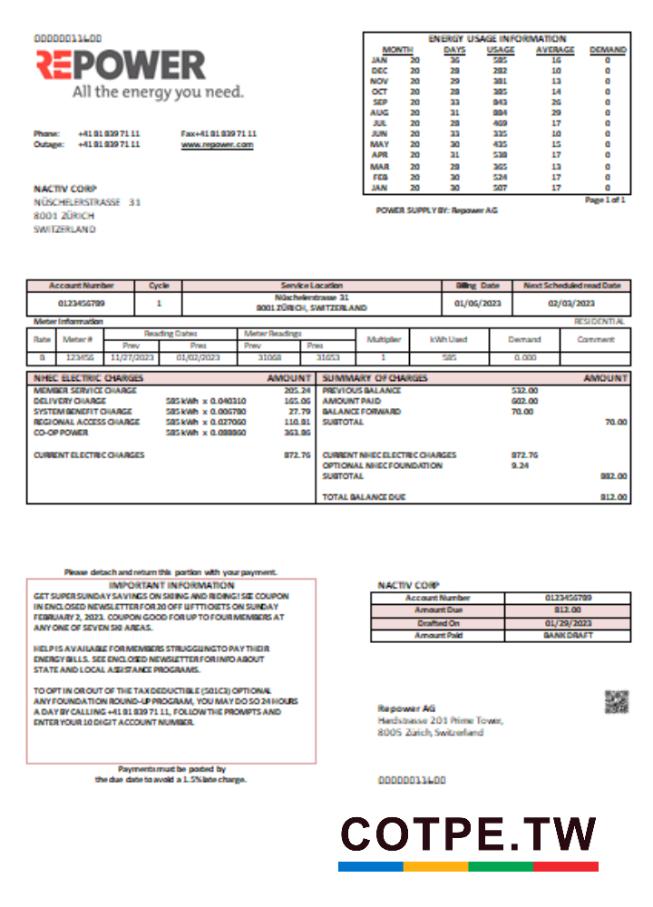 00000011600
REPOWER
All the energy you need.
Phone: +41 81 839 71 11 Fax+41 81 839 71 11
Outage: +41 81 839 71 11 www.repower.com
NACTIV CORP
NÜSCHELERSTRASSE 31
8001 ZÜRICH
SWITZERLAND
ENERGY USAGE INFORMATION
MONTH DAYS USAGE AVERAGE DEMAND
JAN 20 36 585 16 0
DEC 20 28 282 10 0
NOV 20 29 381 13 0
OCT 20 28 385 14 0
SEP 20 33 843 26 0
AUG 20 31 884 29 0
JUL 20 28 469 17 0
JUN 20 33 335 10 0
MAY 20 30 435 15 0
APR 20 31 538 17 0
MAR 20 28 365 13 0
FEB 20 30 524 17 0
JAN 20 30 507 17 0
Page 1 of 1
POWER SUPPLY BY: Repower AG
Account Number Cycle Service Location Billing Date Next Scheduled read Date
0123456789 1 Nüschelerstrasse 31 01/06/2023 02/03/2023
8001 ZÜRICH, SWITZERLAND
Meter Information RESIDENTIAL
Rate Meter # Reading Dates Meter Readings Multiplier kWh Used Demand Comment
Prev Pres Prev Pres
B 123456 11/27/2023 01/02/2023 31068 31653 1 585 0.000
NHEC ELECTRIC CHARGES AMOUNT
MEMBER SERVICE CHARGE 205.24
DELIVERY CHARGE 585 kWh x 0.040310 165.06
SYSTEM BENEFIT CHARGE 585 kWh x 0.006780 27.79
REGIONAL ACCESS CHARGE 585 kWh x 0.027060 110.81
CO-OP POWER 585 kWh x 0.088860 363.86
CURRENT ELECTRIC CHARGES 872.76
SUMMARY OF CHARGES AMOUNT
PREVIOUS BALANCE 532.00
AMOUNT PAID 602.00
BALANCE FORWARD 70.00
SUBTOTAL 70.00
CURRENT NHEC ELECTRIC CHARGES 872.76
OPTIONAL NHEC FOUNDATION 9.24
SUBTOTAL 882.00
TOTAL BALANCE DUE 812.00
Please detach and return this portion with your payment.
IMPORTANT INFORMATION
GET SUPER SUNDAY SAVINGS ON SKIING AND RIDING! SEE COUPON
IN ENCLOSED NEWSLETTER FOR 20 OFF LIFT TICKETS ON SUNDAY
FEBRUARY 2, 2023. COUPON GOOD FOR UP TO FOUR MEMBERS AT
ANY ONE OF SEVEN SKI AREAS.
HELP IS AVAILABLE FOR MEMBERS STRUGGLING TO PAY THEIR
ENERGY BILLS. SEE ENCLOSED NEWSLETTER FOR INFO ABOUT
STATE AND LOCAL ASSISTANCE PROGRAMS.
TO OPT IN OR OUT OF THE TAX DEDUCTIBLE (501C3) OPTIONAL
ANY FOUNDATION ROUND-UP PROGRAM, YOU MAY DO SO 24 HOURS
A DAY BY CALLING +41 81 839 71 11, FOLLOW THE PROMPTS AND
ENTER YOUR 10 DIGIT ACCOUNT NUMBER.
Payments must be posted by
the due date to avoid a 1.5% late charge.
NACTIV CORP
Account Number 0123456789
Amount Due 812.00
Drafted On 01/29/2023
Amount Paid BANK DRAFT
Repower AG
Hardstrasse 201 Prime Tower,
8005 Zürich, Switzerland
00000011600
COTPE.TW